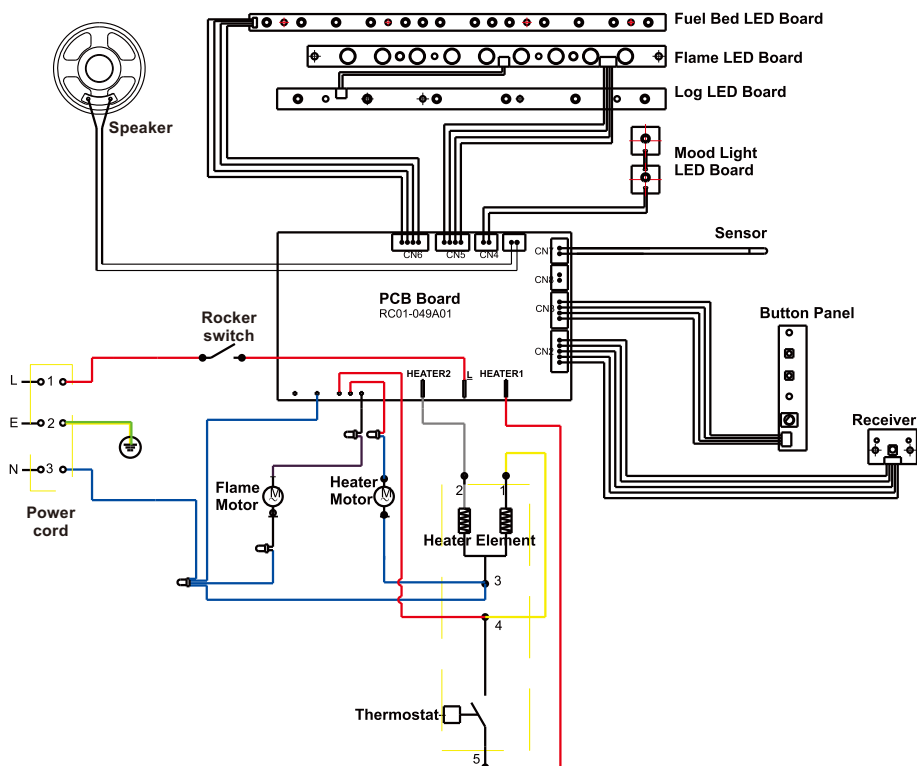 Fuel Bed LED Board
Flame LED Board
Log LED Board
Speaker
Mood Light
LED Board
Sensor
CN6
CN5
CN4
CN7
CN8
CN3
CN2
PCB Board
RC01-049A01
Rocker
switch
Button Panel
HEATER2
L
HEATER1
L
1
E
2
N
3
Power
cord
Receiver
Flame
Motor
M
~
Heater
Motor
M
~
2
1
Heater Element
3
4
Thermostat
5